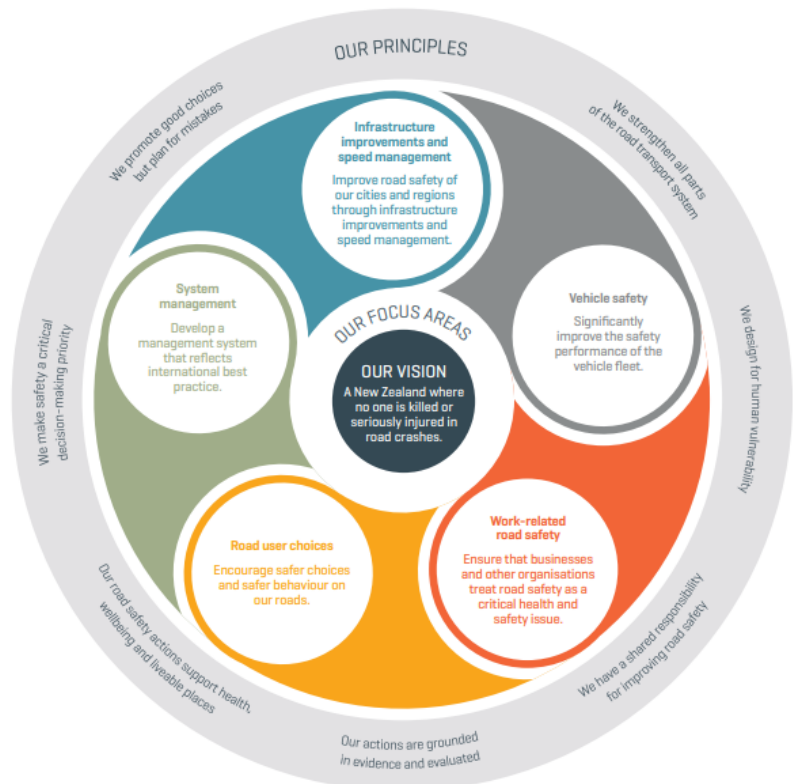 OUR PRINCIPLES
We promote good choices
but plan for mistakes
We strengthen all parts
of the road transport system
We design for human vulnerability
We have a shared responsibility
for improving road safety
Our actions are grounded
in evidence and evaluated
Our road safety actions support health,
wellbeing and liveable places
We make safety a critical
decision-making priority
Infrastructure
improvements and
speed management
Improve road safety of
our cities and regions
through infrastructure
improvements and
speed management.
Vehicle safety
Significantly
improve the safety
performance of the
vehicle fleet.
Work-related
road safety
Ensure that businesses
and other organisations
treat road safety as a
critical health and
safety issue.
Road user choices
Encourage safer choices
and safer behaviour on
our roads.
System
management
Develop a
management system
that reflects
international best
practice.
OUR FOCUS AREAS
OUR VISION
A New Zealand where
no one is killed or
seriously injured in
road crashes.